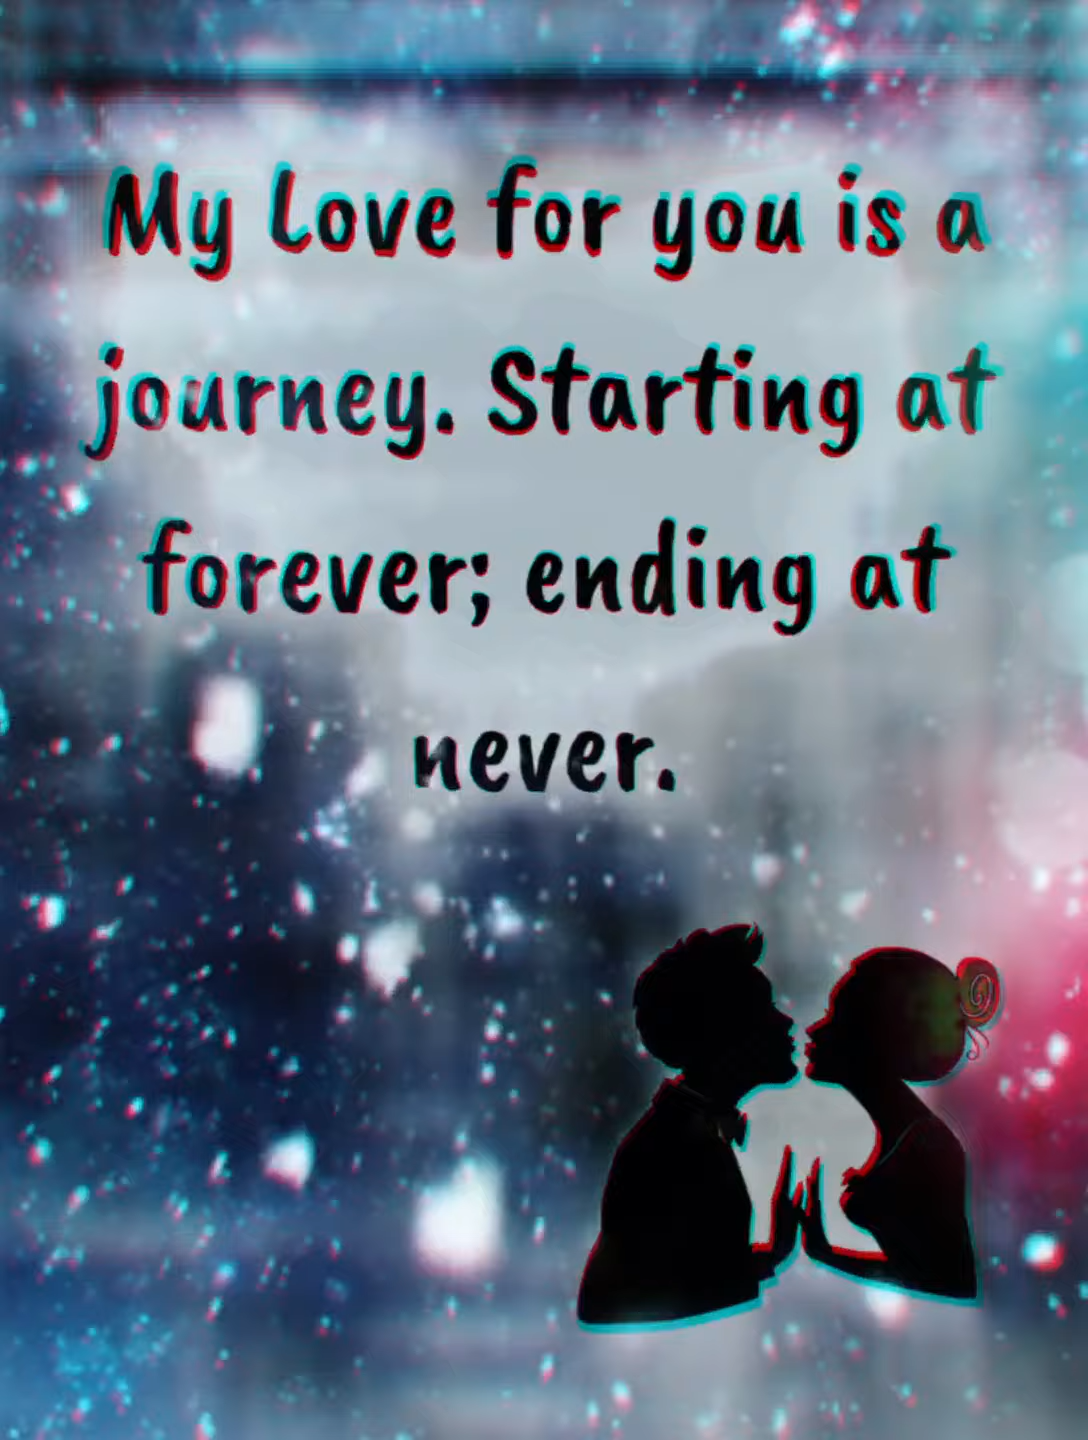 My Love for you is a
journey. Starting at
forever; ending at
never.